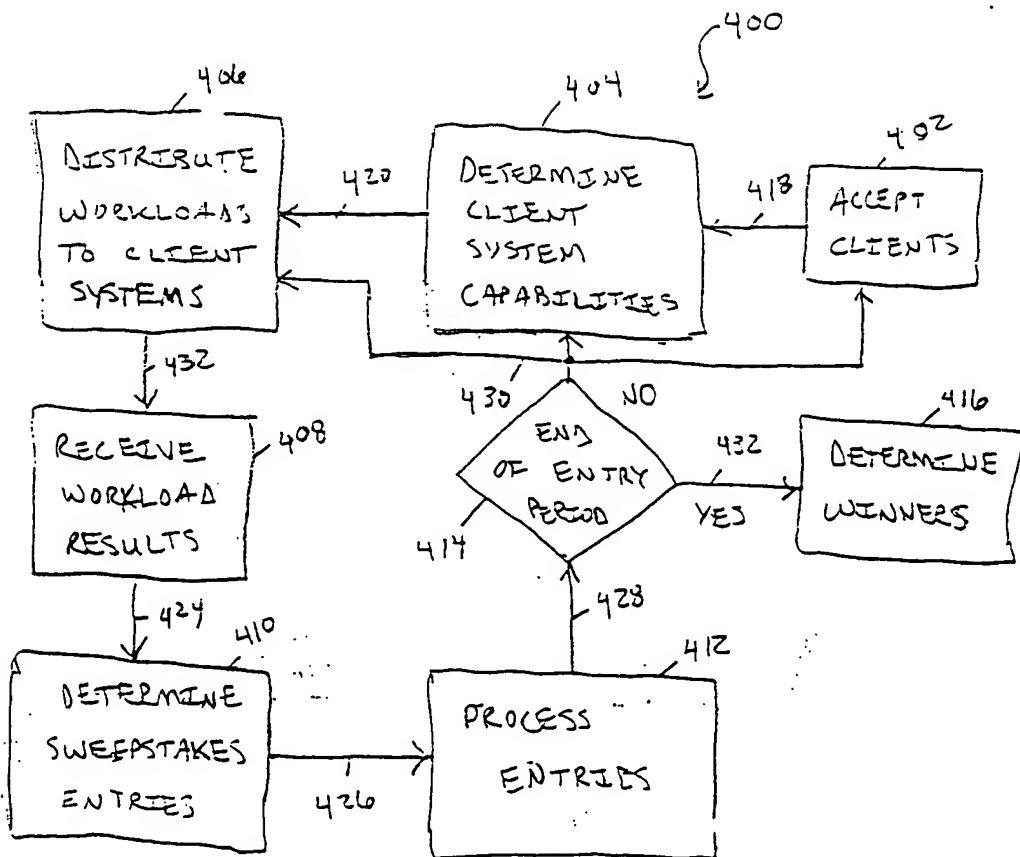 400
406
404
402
DISTRIBUTE
WORKLOADS
TO CLIENT
SYSTEMS
420
DETERMINE
CLIENT
SYSTEM
CAPABILITIES
418
ACCEPT
CLIENTS
432
430
NO
408
RECEIVE
WORKLOAD
RESULTS
END
OF ENTRY
PERIOD
414
432
YES
416
DETERMINE
WINNERS
424
428
410
DETERMINE
SWEEPSTAKES
ENTRIES
426
412
PROCESS
ENTRIES